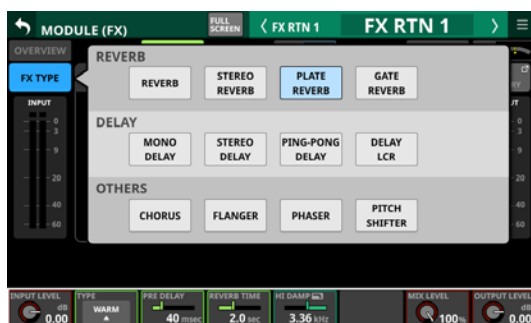 MODULE (FX)
FULL
SCREEN
FX RTN 1
FX RTN 1
OVERVIEW
FX TYPE
REVERB
REVERB
STEREO
REVERB
PLATE
REVERB
GATE
REVERB
DELAY
MONO
DELAY
STEREO
DELAY
PING-PONG
DELAY
DELAY
LCR
OTHERS
CHORUS
FLANGER
PHASER
PITCH
SHIFTER
INPUT
0
3
9
20
40
60
0
3
9
20
40
60
INPUT LEVEL
dB
0.00
TYPE
WARM
PRE DELAY
40 msec
REVERB TIME
2.0 sec
HI DAMP
3.36 kHz
MIX LEVEL
100%
OUTPUT LEVEL
dB
0.00